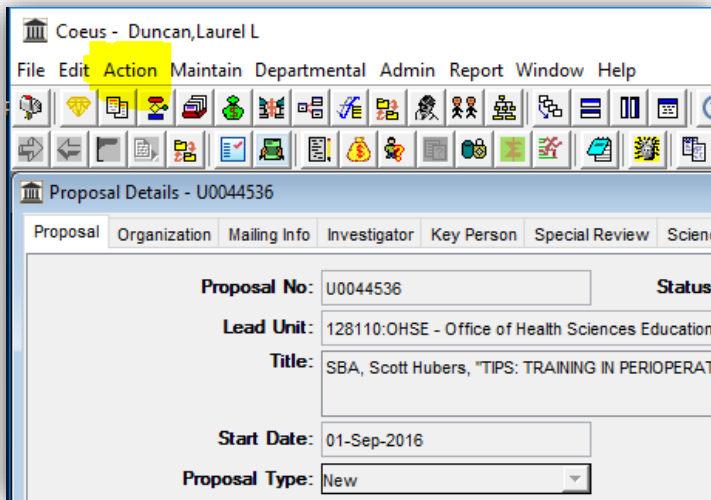 Coeus - Duncan,Laurel L
File Edit Action Maintain Departmental Admin Report Window Help
Proposal Details - U0044536
Proposal Organization Mailing Info Investigator Key Person Special Review Scien
Proposal No: U0044536 Status
Lead Unit: 128110:OHSE - Office of Health Sciences Education
Title: SBA, Scott Hubers, "TIPS: TRAINING IN PERIOPERAT
Start Date: 01-Sep-2016
Proposal Type: New